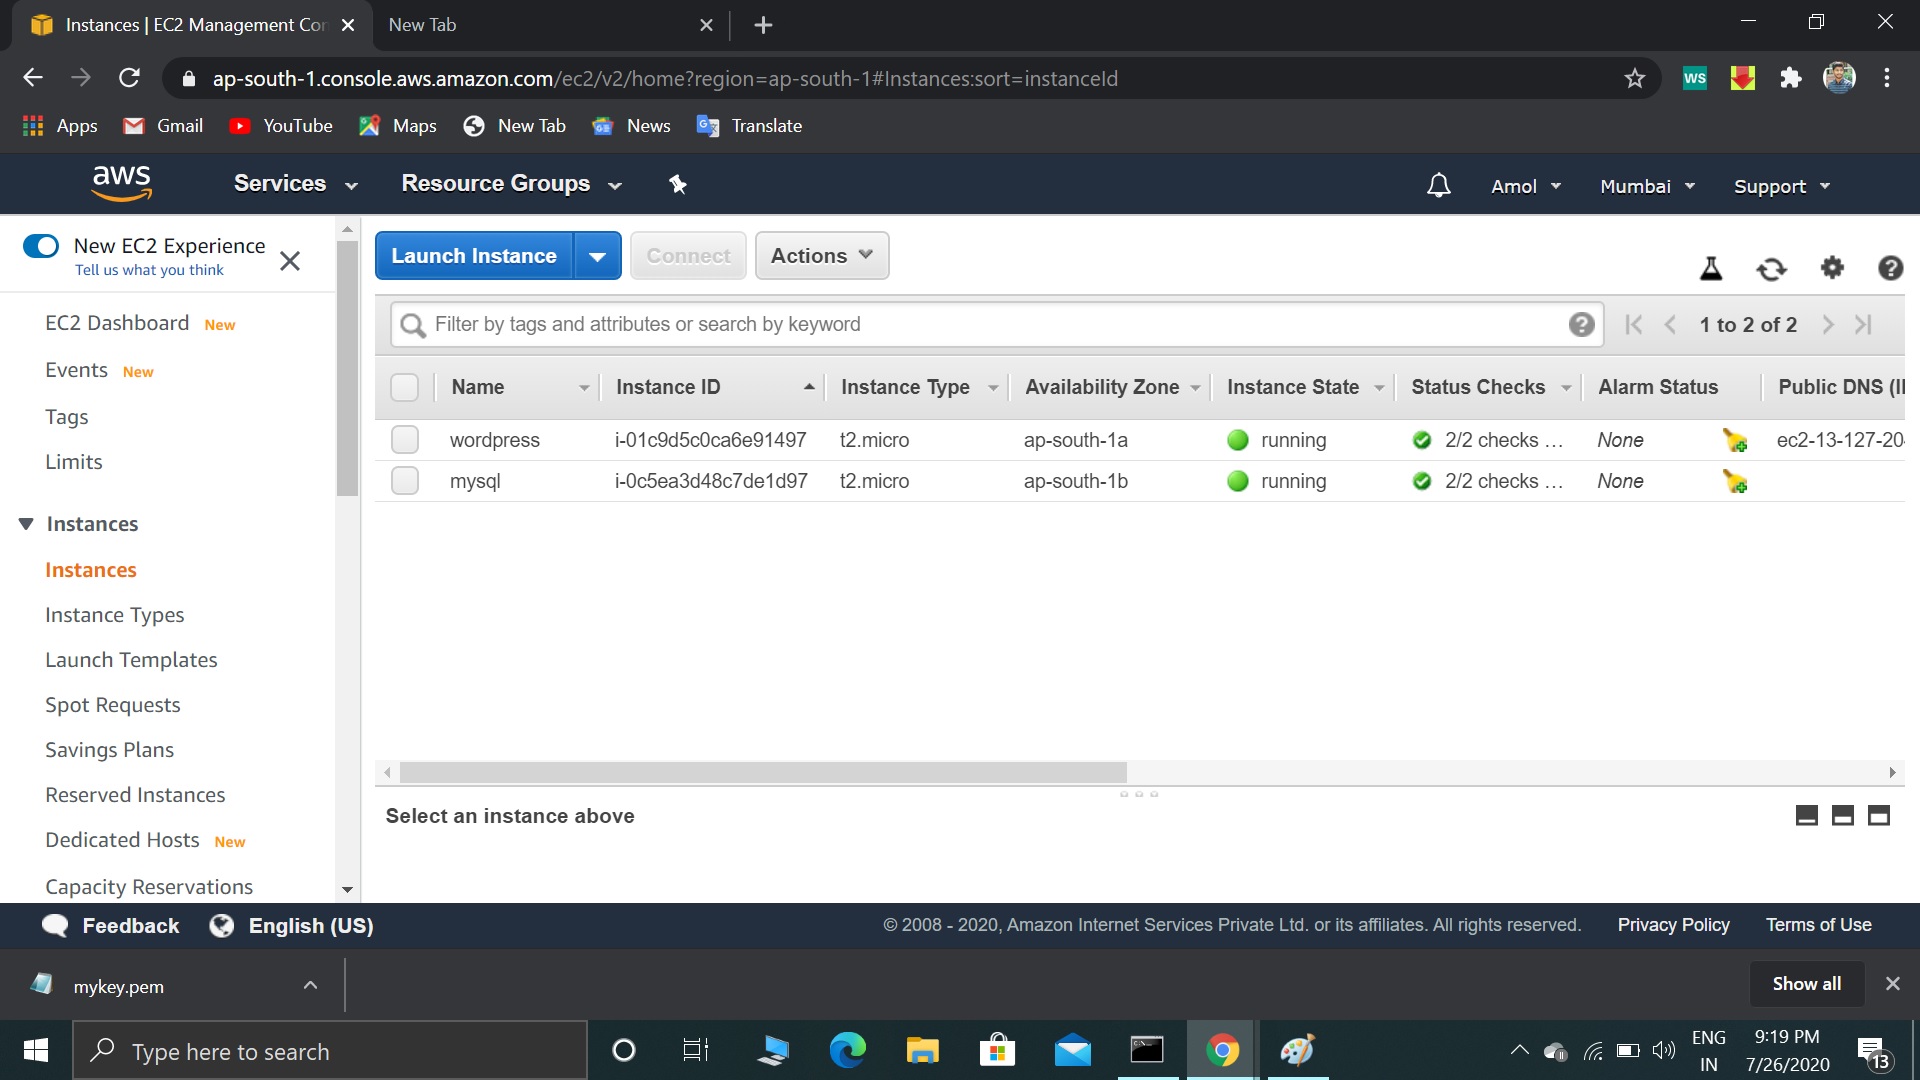 Instances | EC2 Management Con
New Tab
ap-south-1.console.aws.amazon.com/ec2/v2/home?region=ap-south-1#Instances:sort=instanceId
WS
Apps
Gmail
YouTube
Maps
New Tab
News
Translate
aws
Services
Resource Groups
Amol
Mumbai
Support
New EC2 Experience
Tell us what you think
Launch Instance
Connect
Actions
EC2 Dashboard New
Events New
Tags
Limits
Instances
Instances
Instance Types
Launch Templates
Spot Requests
Savings Plans
Reserved Instances
Dedicated Hosts New
Capacity Reservations
Filter by tags and attributes or search by keyword
1 to 2 of 2
Name Instance ID Instance Type Availability Zone Instance State Status Checks Alarm Status Public DNS (I
wordpress i-01c9d5c0ca6e91497 t2.micro ap-south-1a running 2/2 checks ... None ec2-13-127-20
mysql i-0c5ea3d48c7de1d97 t2.micro ap-south-1b running 2/2 checks ... None
Select an instance above
Feedback
English (US)
© 2008 - 2020, Amazon Internet Services Private Ltd. or its affiliates. All rights reserved.
Privacy Policy
Terms of Use
mykey.pem
Show all
Type here to search
ENG
IN
9:19 PM
7/26/2020
13